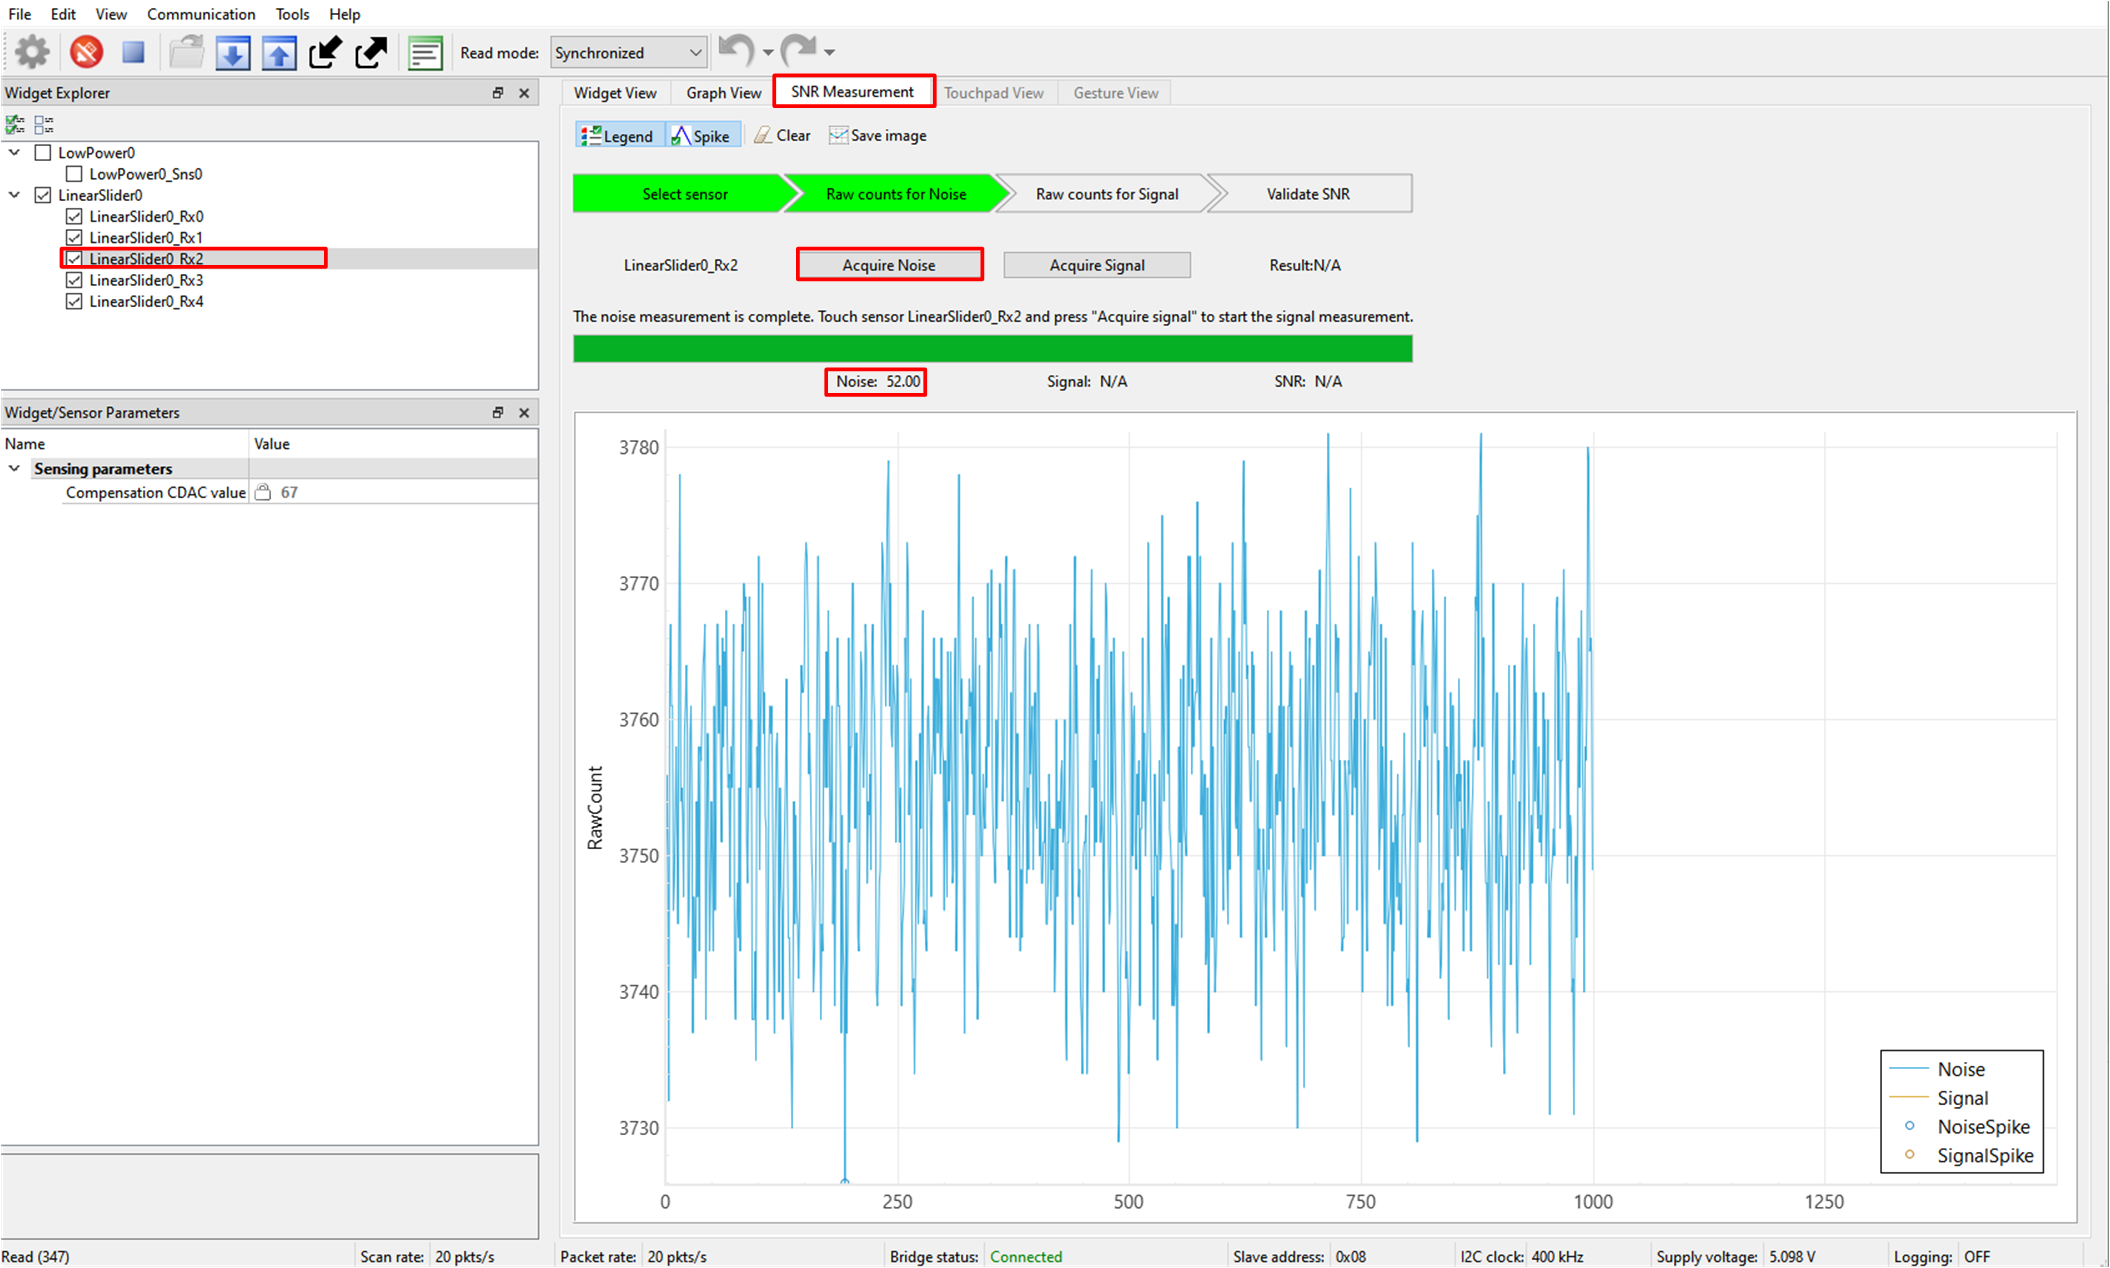 File Edit View Communication Tools Help
Read mode: Synchronized
Widget Explorer
LowPower0
LowPower0_Sns0
LinearSlider0
LinearSlider0_Rx0
LinearSlider0_Rx1
LinearSlider0_Rx2
LinearSlider0_Rx3
LinearSlider0_Rx4
Widget/Sensor Parameters
Name Value
Sensing parameters
Compensation CDAC value 67
Widget View Graph View SNR Measurement Touchpad View Gesture View
Legend Spike Clear Save image
Select sensor Raw counts for Noise Raw counts for Signal Validate SNR
LinearSlider0_Rx2 Acquire Noise Acquire Signal Result:N/A
The noise measurement is complete. Touch sensor LinearSlider0_Rx2 and press "Acquire signal" to start the signal measurement.
Noise: 52.00 Signal: N/A SNR: N/A
RawCount
3780
3770
3760
3750
3740
3730
0 250 500 750 1000 1250
Noise
Signal
NoiseSpike
SignalSpike
Read (347) Scan rate: 20 pkts/s Packet rate: 20 pkts/s Bridge status: Connected Slave address: 0x08 I2C clock: 400 kHz Supply voltage: 5.098 V Logging: OFF